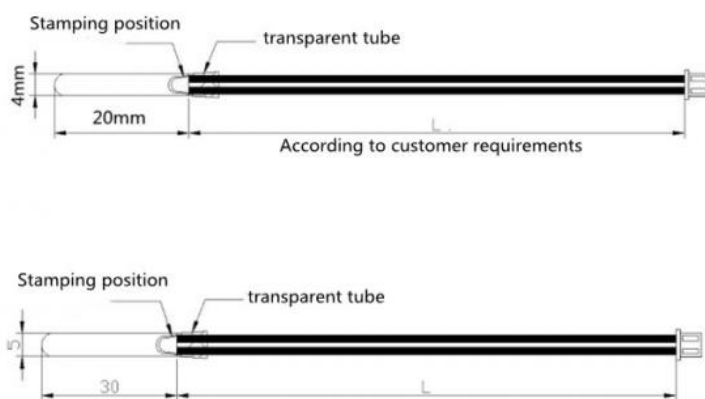 Stamping position
transparent tube
4mm
20mm
L
According to customer requirements
Stamping position
transparent tube
5
30
L